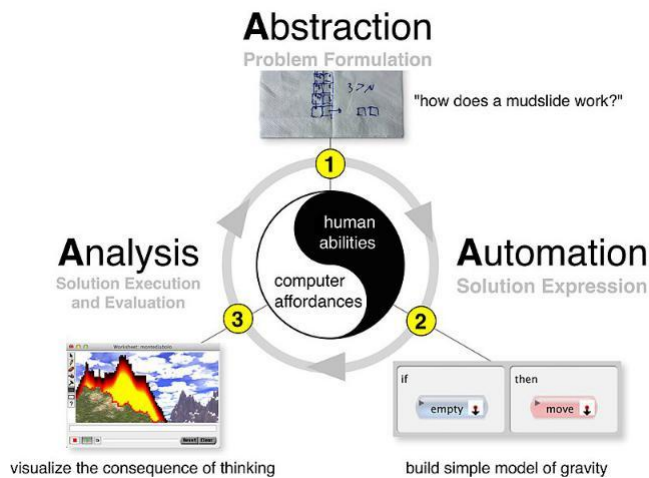 Abstraction
Problem Formulation
3 > N
"how does a mudslide work?"
1
human
abilities
computer
affordances
Analysis
Solution Execution
and Evaluation
Automation
Solution Expression
3
2
Worksheet: montedialola
Reset Clear
if
empty
then
move
visualize the consequence of thinking
build simple model of gravity